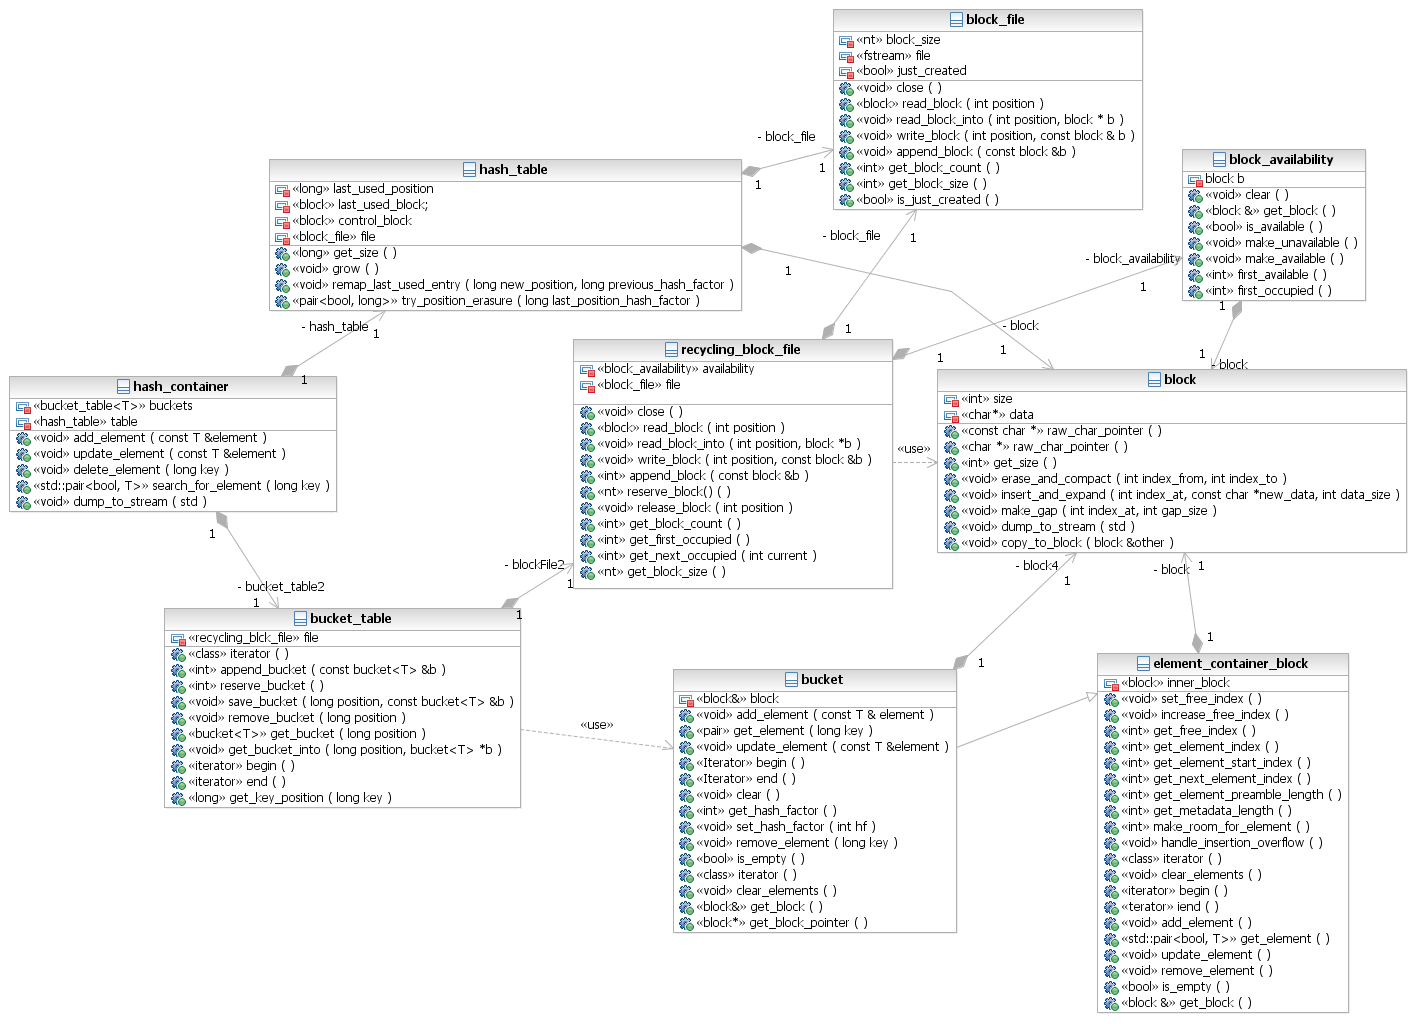 block_file
«nt» block_size
«fstream» file
«bool» just_created
«void» close ( )
«block» read_block ( int position )
«void» read_block_into ( int position, block * b )
«void» write_block ( int position, const block & b )
«void» append_block ( const block &b )
«int» get_block_count ( )
«int» get_block_size ( )
«bool» is_just_created ( )
- block_file
1
1
hash_table
«long» last_used_position
«block» last_used_block;
«block» control_block
«block_file» file
«long» get_size ( )
«void» grow ( )
«void» remap_last_used_entry ( long new_position, long previous_hash_factor )
«pair<bool, long>» try_position_erasure ( long last_position_hash_factor )
block_availability
block b
«void» clear ( )
«block &» get_block ( )
«bool» is_available ( )
«void» make_unavailable ( )
«void» make_available ( )
«int» first_available ( )
«int» first_occupied ( )
- block_file
1
1
- block_availability
1
1
1
- block
1
1
1
- block
- hash_table
1
1
recycling_block_file
«block_availability» availability
«block_file» file
«void» close ( )
«block» read_block ( int position )
«void» read_block_into ( int position, block *b )
«void» write_block ( int position, const block &b )
«int» append_block ( const block &b )
«nt» reserve_block() ( )
«void» release_block ( int position )
«int» get_block_count ( )
«int» get_first_occupied ( )
«int» get_next_occupied ( int current )
«nt» get_block_size ( )
hash_container
«bucket_table<T>» buckets
«hash_table» table
«void» add_element ( const T &element )
«void» update_element ( const T &element )
«void» delete_element ( long key )
«std::pair<bool, T>» search_for_element ( long key )
«void» dump_to_stream ( std )
block
«int» size
«char*» data
«const char *» raw_char_pointer ( )
«char *» raw_char_pointer ( )
«int» get_size ( )
«void» erase_and_compact ( int index_from, int index_to )
«void» insert_and_expand ( int index_at, const char *new_data, int data_size )
«void» make_gap ( int index_at, int gap_size )
«void» dump_to_stream ( std )
«void» copy_to_block ( block &other )
«use»
1
- bucket_table2
1
- blockFile2
1
1
- block4
1
1
- block
1
1
bucket_table
«recycling_blck_file» file
«class» iterator ( )
«int» append_bucket ( const bucket<T> &b )
«int» reserve_bucket ( )
«void» save_bucket ( long position, const bucket<T> &b )
«void» remove_bucket ( long position )
«bucket<T>» get_bucket ( long position )
«void» get_bucket_into ( long position, bucket<T> *b )
«iterator» begin ( )
«iterator» end ( )
«long» get_key_position ( long key )
«use»
bucket
«block&» block
«void» add_element ( const T & element )
«pair» get_element ( long key )
«void» update_element ( const T &element )
«Iterator» begin ( )
«Iterator» end ( )
«void» clear ( )
«int» get_hash_factor ( )
«void» set_hash_factor ( int hf )
«void» remove_element ( long key )
«bool» is_empty ( )
«class» iterator ( )
«void» clear_elements ( )
«block&» get_block ( )
«block*» get_block_pointer ( )
element_container_block
«block» inner_block
«void» set_free_index ( )
«void» increase_free_index ( )
«int» get_free_index ( )
«int» get_element_index ( )
«int» get_element_start_index ( )
«int» get_next_element_index ( )
«int» get_element_preamble_length ( )
«int» get_metadata_length ( )
«int» make_room_for_element ( )
«void» handle_insertion_overflow ( )
«class» iterator ( )
«void» clear_elements ( )
«iterator» begin ( )
«terator» iend ( )
«void» add_element ( )
«std::pair<bool, T>» get_element ( )
«void» update_element ( )
«void» remove_element ( )
«bool» is_empty ( )
«block &» get_block ( )